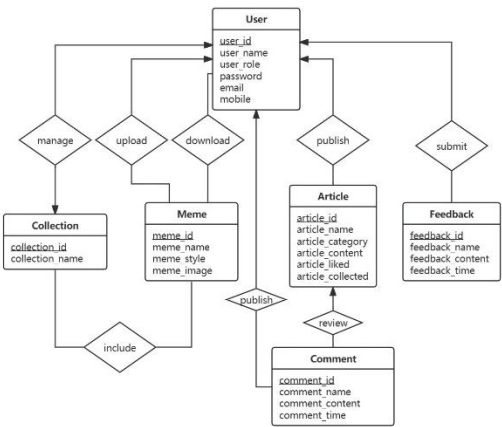 User
user_id
user_name
user_role
password
email
mobile
manage
upload
download
publish
submit
Collection
collection_id
collection_name
Meme
meme_id
meme_name
meme_style
meme_image
Article
article_id
article_name
article_category
article_content
article_liked
article_collected
Feedback
feedback_id
feedback_name
feedback_content
feedback_time
publish
review
include
Comment
comment_id
comment_name
comment_content
comment_time